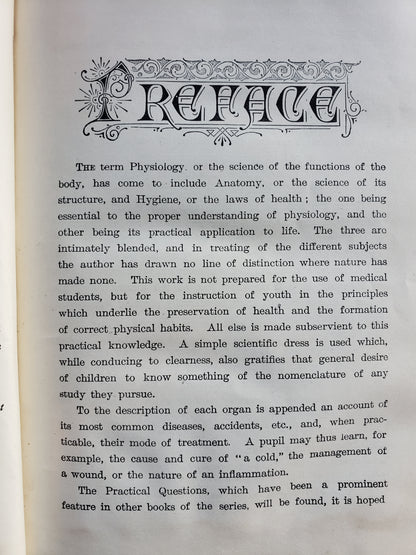 PREFACE
THE term Physiology, or the science of the functions of the
body, has come to include Anatomy, or the science of its
structure, and Hygiene, or the laws of health; the one being
essential to the proper understanding of physiology, and the
other being its practical application to life. The three are
intimately blended, and in treating of the different subjects
the author has drawn no line of distinction where nature has
made none. This work is not prepared for the use of medical
students, but for the instruction of youth in the principles
which underlie the preservation of health and the formation
of correct physical habits. All else is made subservient to this
practical knowledge. A simple scientific dress is used which,
while conducing to clearness, also gratifies that general desire
of children to know something of the nomenclature of any
study they pursue.
To the description of each organ is appended an account of
its most common diseases, accidents, etc., and, when prac-
ticable, their mode of treatment. A pupil may thus learn, for
example, the cause and cure of "a cold," the management of
a wound, or the nature of an inflammation.
The Practical Questions, which have been a prominent
feature in other books of the series, will be found, it is hoped